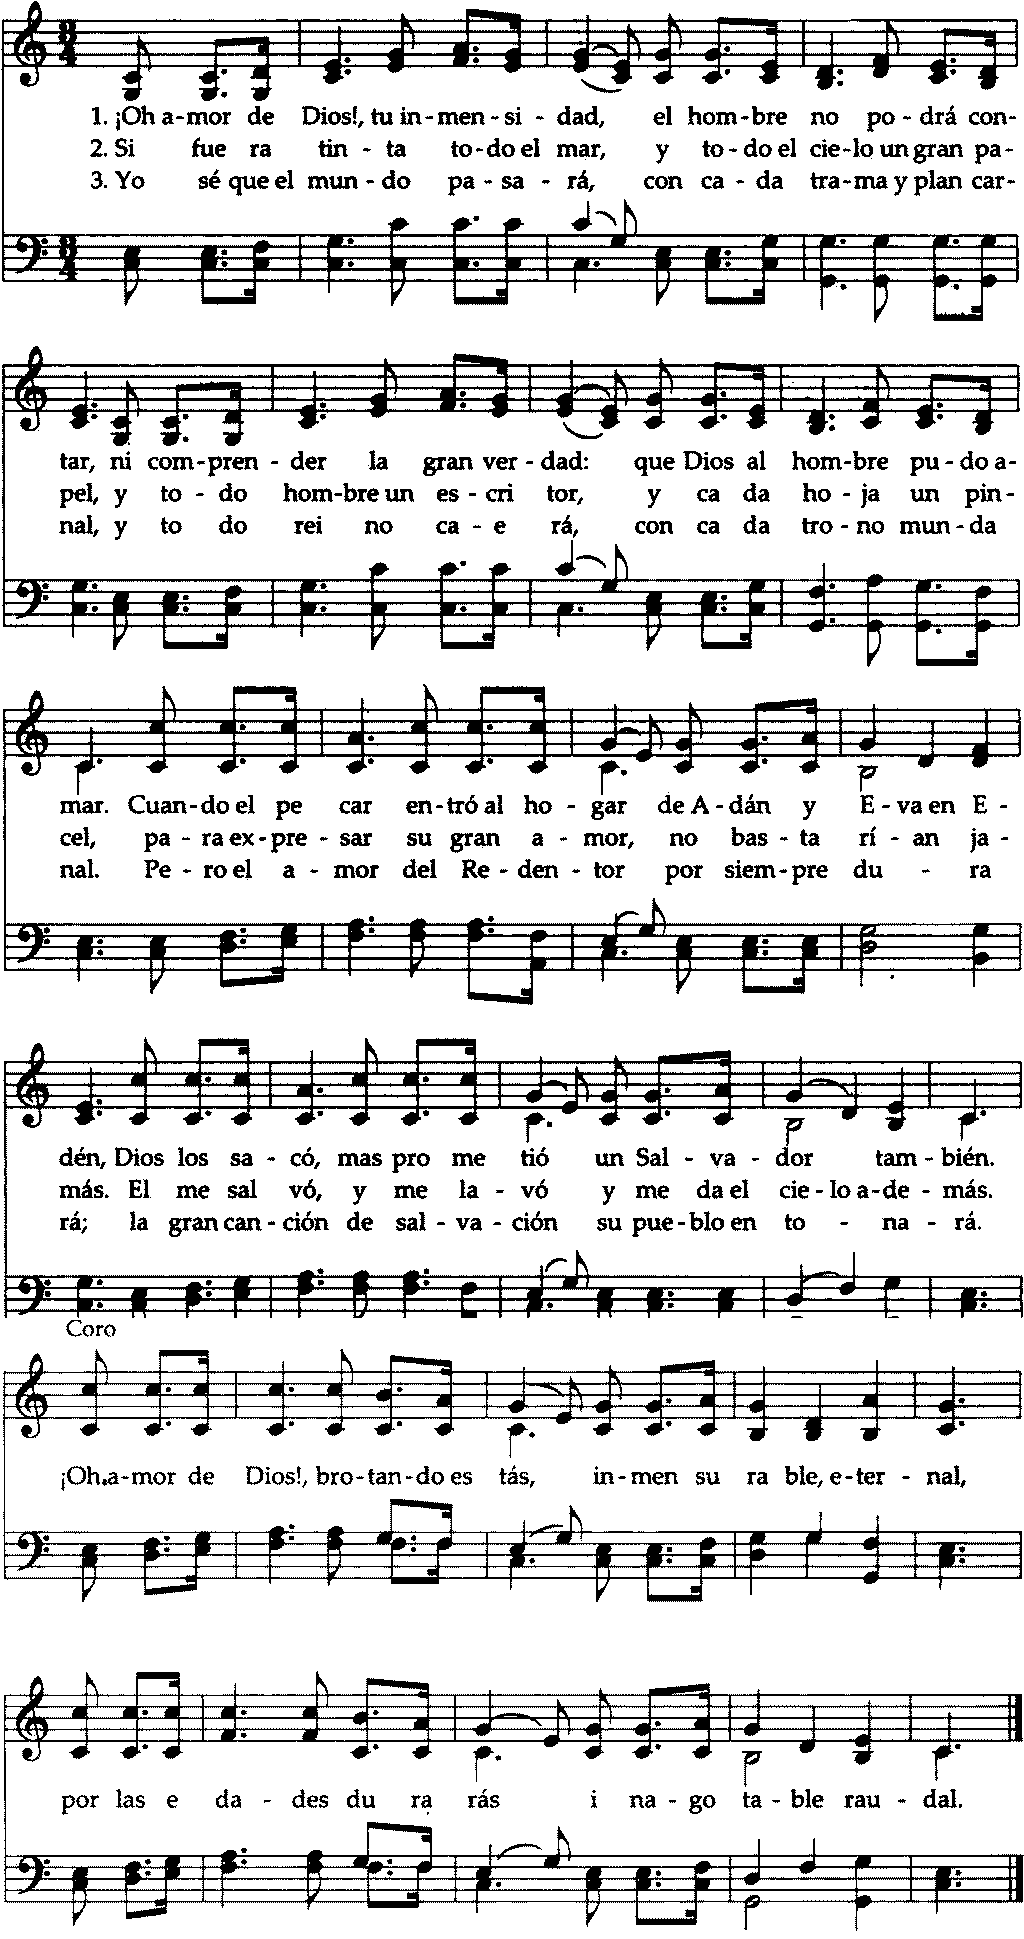 1. ¡Oh a-mor de Dios!, tu in-men-si-dad, el hom-bre no po-drá con-
2. Si fue ra tin-ta to-do el mar, y to-do el cie-lo un gran pa-
3. Yo sé que el mun-do pa-sa-rá, con ca-da tra-ma y plan car-
tar, ni com-pren-der la gran ver-dad: que Dios al hom-bre pu-do a-
pel, y to-do hom-bre un es-cri tor, y ca da ho-ja un pin-
nal, y to do rei no ca-e rá, con ca da tro-no mun-da
mar. Cuan-do el pe car en-tró al ho-gar de A-dán y E-va en E-
cel, pa-ra ex-pre-sar su gran a-mor, no bas-ta rí-an ja-
nal. Pe-ro el a-mor del Re-den-tor por siem-pre du-ra
dén, Dios los sa-có, mas pro me tió un Sal-va-dor tam-bién.
más. El me sal vó, y me la-vó y me da el cie-lo a-de-más.
rá; la gran can-ción de sal-va-ción su pue-blo en to-na-rá.
Coro
¡Oh a-mor de Dios!, bro-tan-do es tás, in-men su ra ble, e-ter-nal,
por las e da-des du ra rás i na-go ta-ble rau-dal.